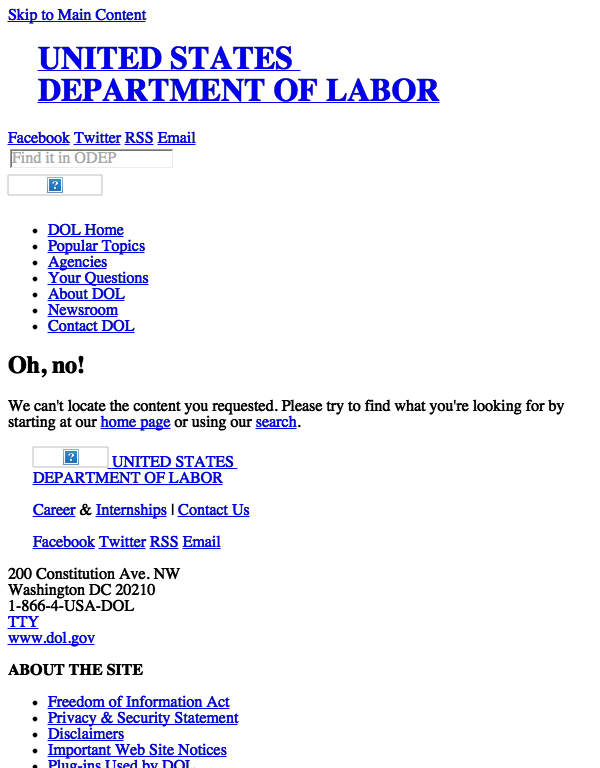 Skip to Main Content
UNITED STATES
DEPARTMENT OF LABOR
Facebook Twitter RSS Email
Find it in ODEP
DOL Home
Popular Topics
Agencies
Your Questions
About DOL
Newsroom
Contact DOL
Oh, no!
We can't locate the content you requested. Please try to find what you're looking for by
starting at our home page or using our search.
UNITED STATES
DEPARTMENT OF LABOR
Career & Internships | Contact Us
Facebook Twitter RSS Email
200 Constitution Ave. NW
Washington DC 20210
1-866-4-USA-DOL
TTY
www.dol.gov
ABOUT THE SITE
Freedom of Information Act
Privacy & Security Statement
Disclaimers
Important Web Site Notices
Plug-ins Used by DOL